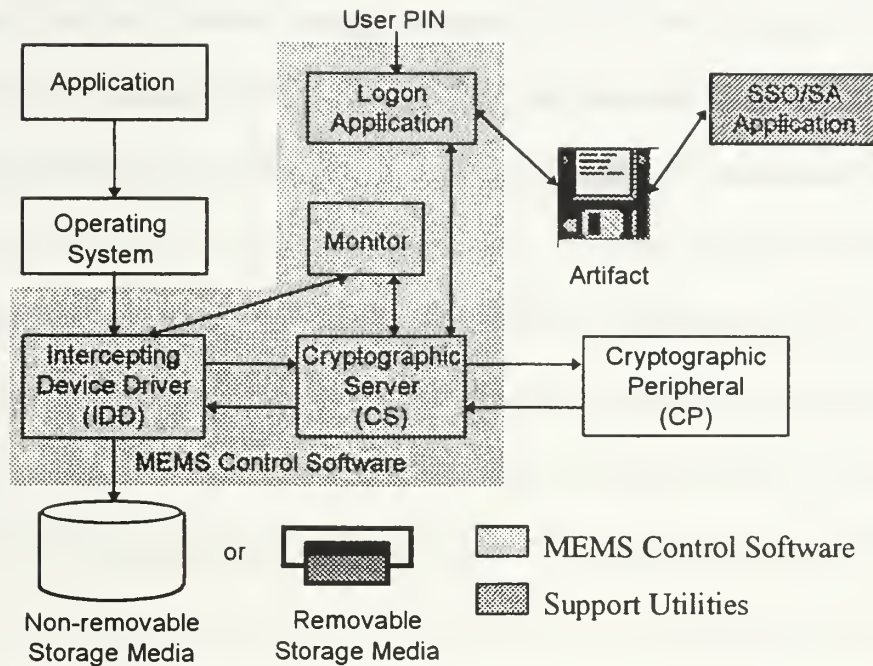 User PIN
Application
Logon
Application
SSO/SA
Application
Operating
System
Monitor
Artifact
Intercepting
Device Driver
(IDD)
Cryptographic
Server
(CS)
Cryptographic
Peripheral
(CP)
MEMS Control Software
or
Non-removable
Storage Media
Removable
Storage Media
MEMS Control Software
Support Utilities